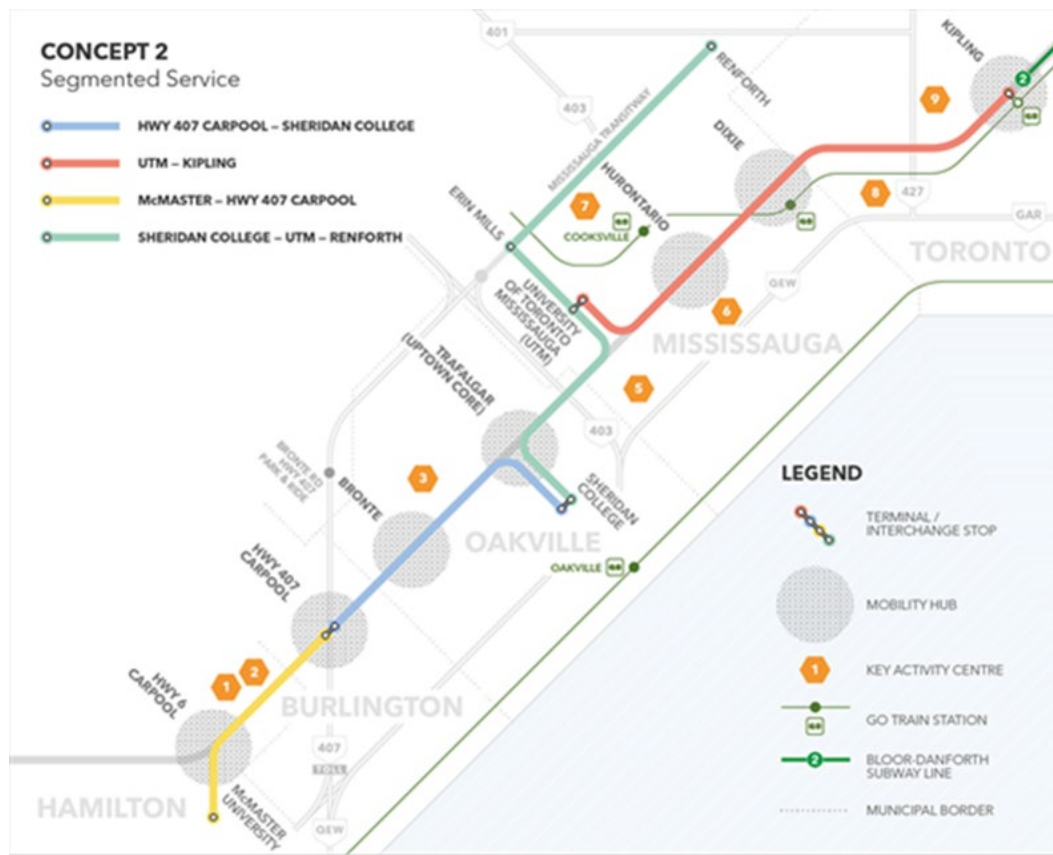 CONCEPT 2
Segmented Service
HWY 407 CARPOOL – SHERIDAN COLLEGE
UTM – KIPLING
McMASTER – HWY 407 CARPOOL
SHERIDAN COLLEGE – UTM – RENFORTH
401
403
RENFORTH
MISSISSAUGA TRANSITWAY
KIPLING
2
GO
9
DIXIE
HURONTARIO
7
GO
COOKSVILLE
8
427
GO
GAR
TORONTO
ERIN MILLS
QEW
UNIVERSITY
OF TORONTO
MISSISSAUGA
(UTM)
6
MISSISSAUGA
TRAFALGAR
(UPTOWN CORE)
5
403
BRONTE RD
HWY 407
PARK & RIDE
BRONTE
3
SHERIDAN
COLLEGE
OAKVILLE
HWY 407
CARPOOL
OAKVILLE
GO
1
2
HWY 6
CARPOOL
BURLINGTON
407
TOLL
HAMILTON
McMASTER
UNIVERSITY
QEW
LEGEND
TERMINAL /
INTERCHANGE STOP
MOBILITY HUB
1
KEY ACTIVITY CENTRE
GO TRAIN STATION
GO
2
BLOOR-DANFORTH
SUBWAY LINE
MUNICIPAL BORDER